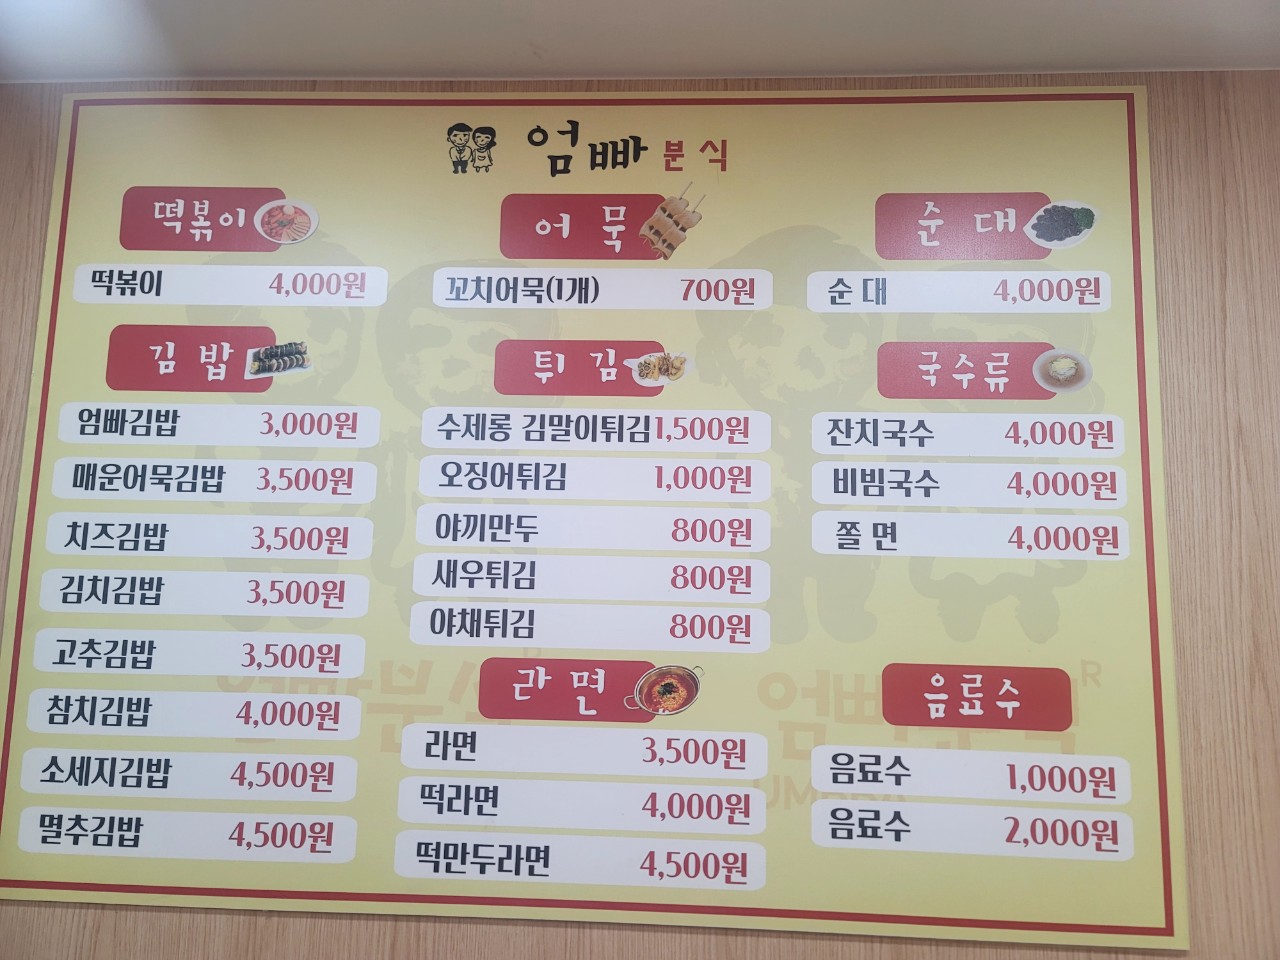 엄빠 분식
떡볶이
떡볶이 4,000원
김밥
엄빠김밥 3,000원
매운어묵김밥 3,500원
치즈김밥 3,500원
김치김밥 3,500원
고추김밥 3,500원
참치김밥 4,000원
소세지김밥 4,500원
멸추김밥 4,500원
어묵
꼬치어묵(1개) 700원
튀김
수제롱 김말이튀김 1,500원
오징어튀김 1,000원
야끼만두 800원
새우튀김 800원
야채튀김 800원
라면
라면 3,500원
떡라면 4,000원
떡만두라면 4,500원
순대
순대 4,000원
국수류
잔치국수 4,000원
비빔국수 4,000원
쫄면 4,000원
음료수
음료수 1,000원
음료수 2,000원